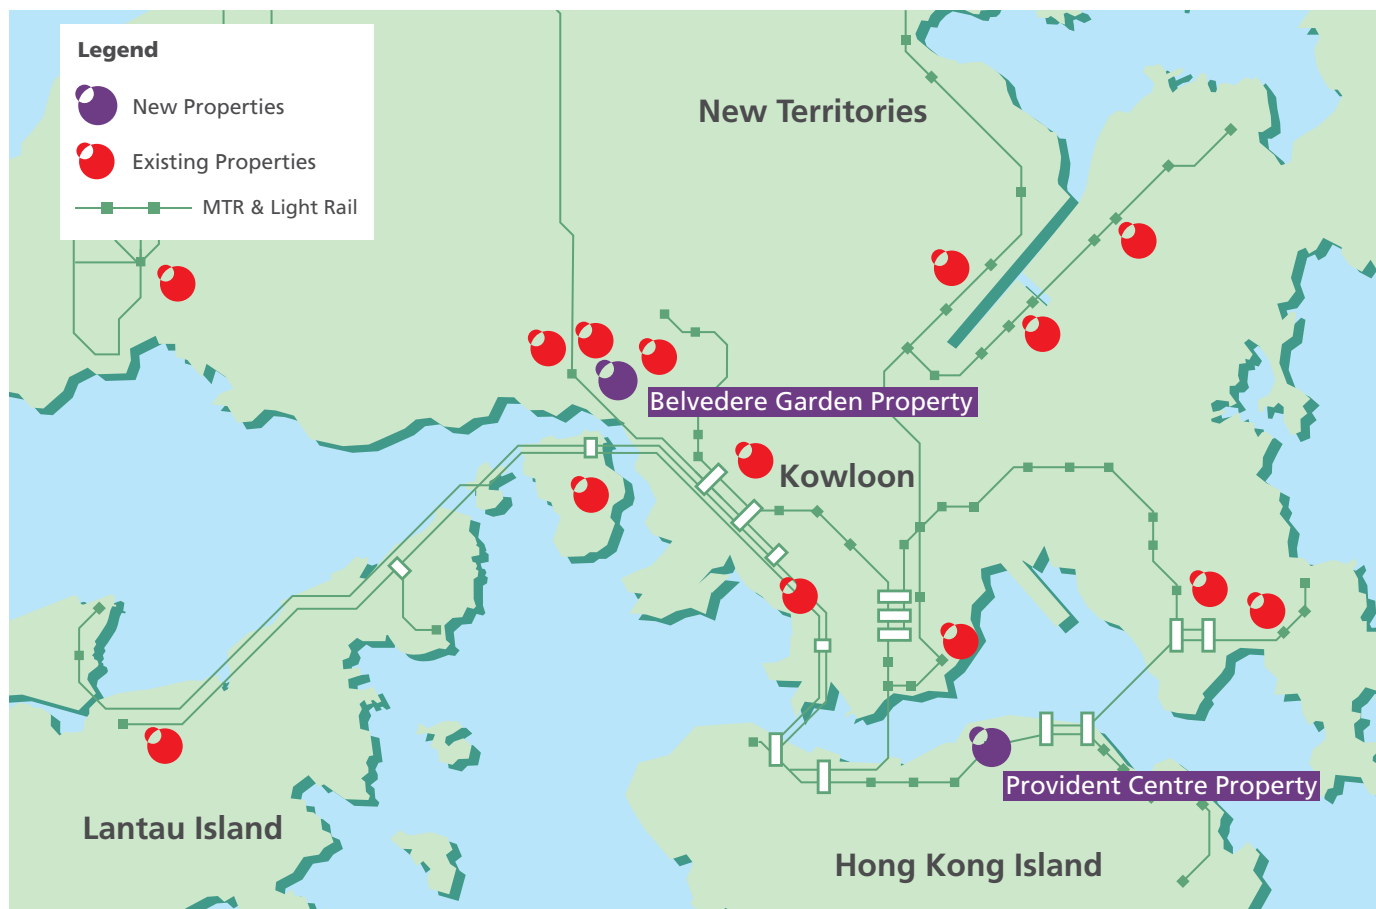 Legend
New Properties
Existing Properties
MTR & Light Rail
New Territories
Belvedere Garden Property
Kowloon
Provident Centre Property
Lantau Island
Hong Kong Island